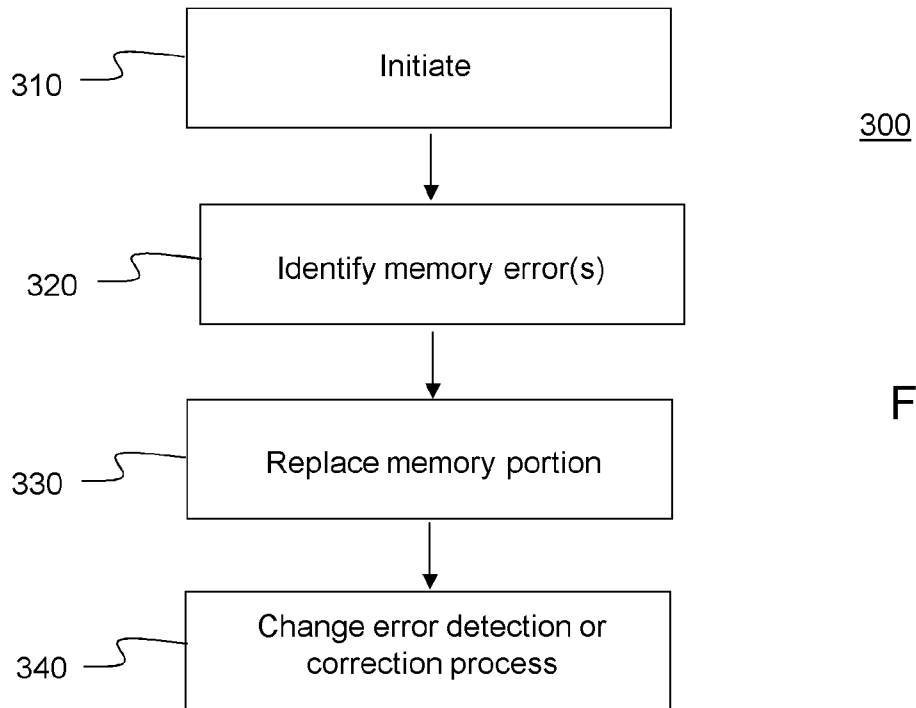 Initiate
310
300
Identify memory error(s)
320
F
Replace memory portion
330
Change error detection or
correction process
340